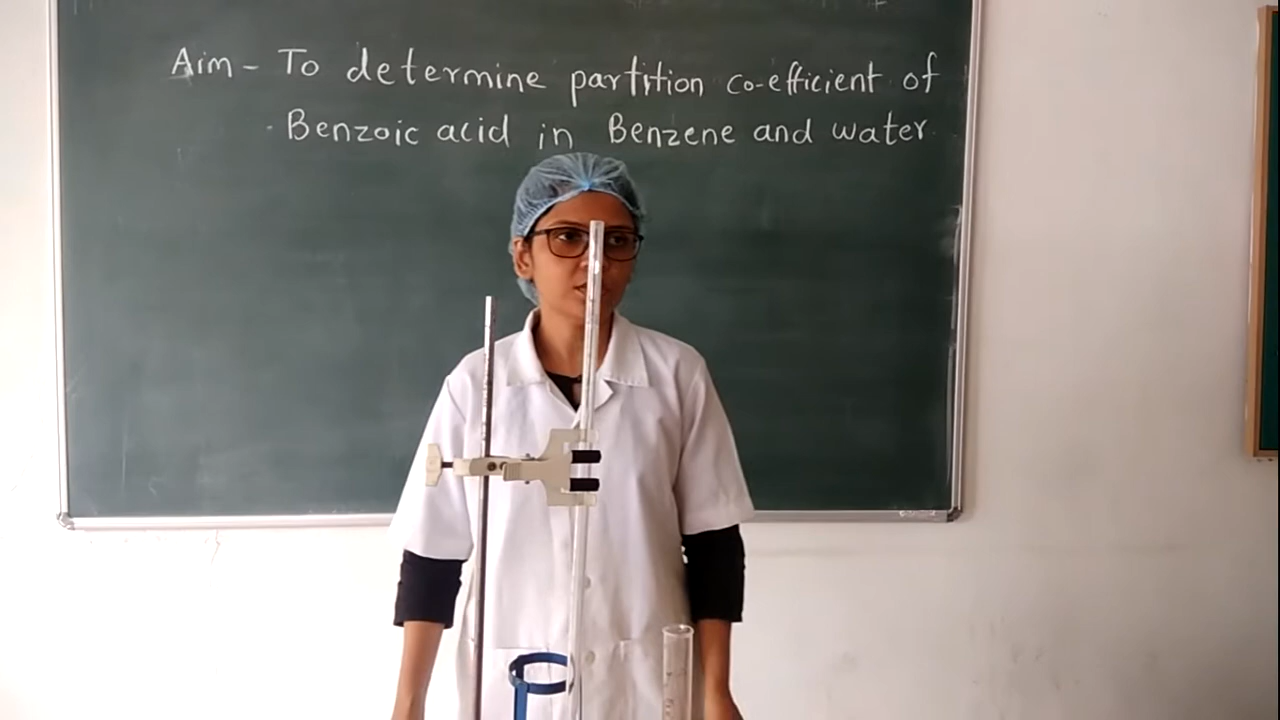 Aim - To determine partition co-efficient of
Benzoic acid in Benzene and water